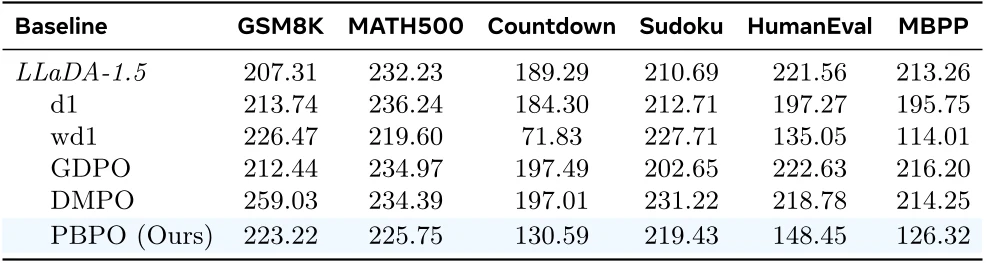 Baseline GSM8K MATH500 Countdown Sudoku HumanEval MBPP
LLaDA-1.5 207.31 232.23 189.29 210.69 221.56 213.26
d1 213.74 236.24 184.30 212.71 197.27 195.75
wd1 226.47 219.60 71.83 227.71 135.05 114.01
GDPO 212.44 234.97 197.49 202.65 222.63 216.20
DMPO 259.03 234.39 197.01 231.22 218.78 214.25
PBPO (Ours) 223.22 225.75 130.59 219.43 148.45 126.32